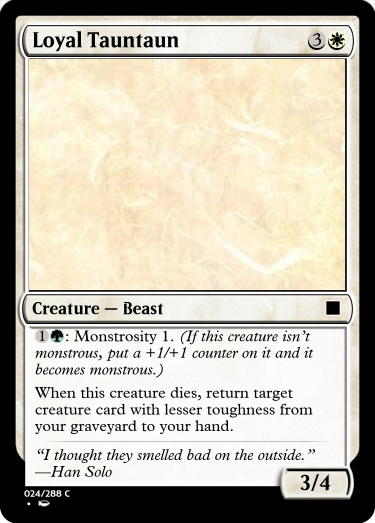 Loyal Tauntaun 3
Creature — Beast
1: Monstrosity 1. (If this creature isn't
monstrous, put a +1/+1 counter on it and it
becomes monstrous.)
When this creature dies, return target
creature card with lesser toughness from
your graveyard to your hand.
“I thought they smelled bad on the outside.”
—Han Solo
3/4
024/288 C